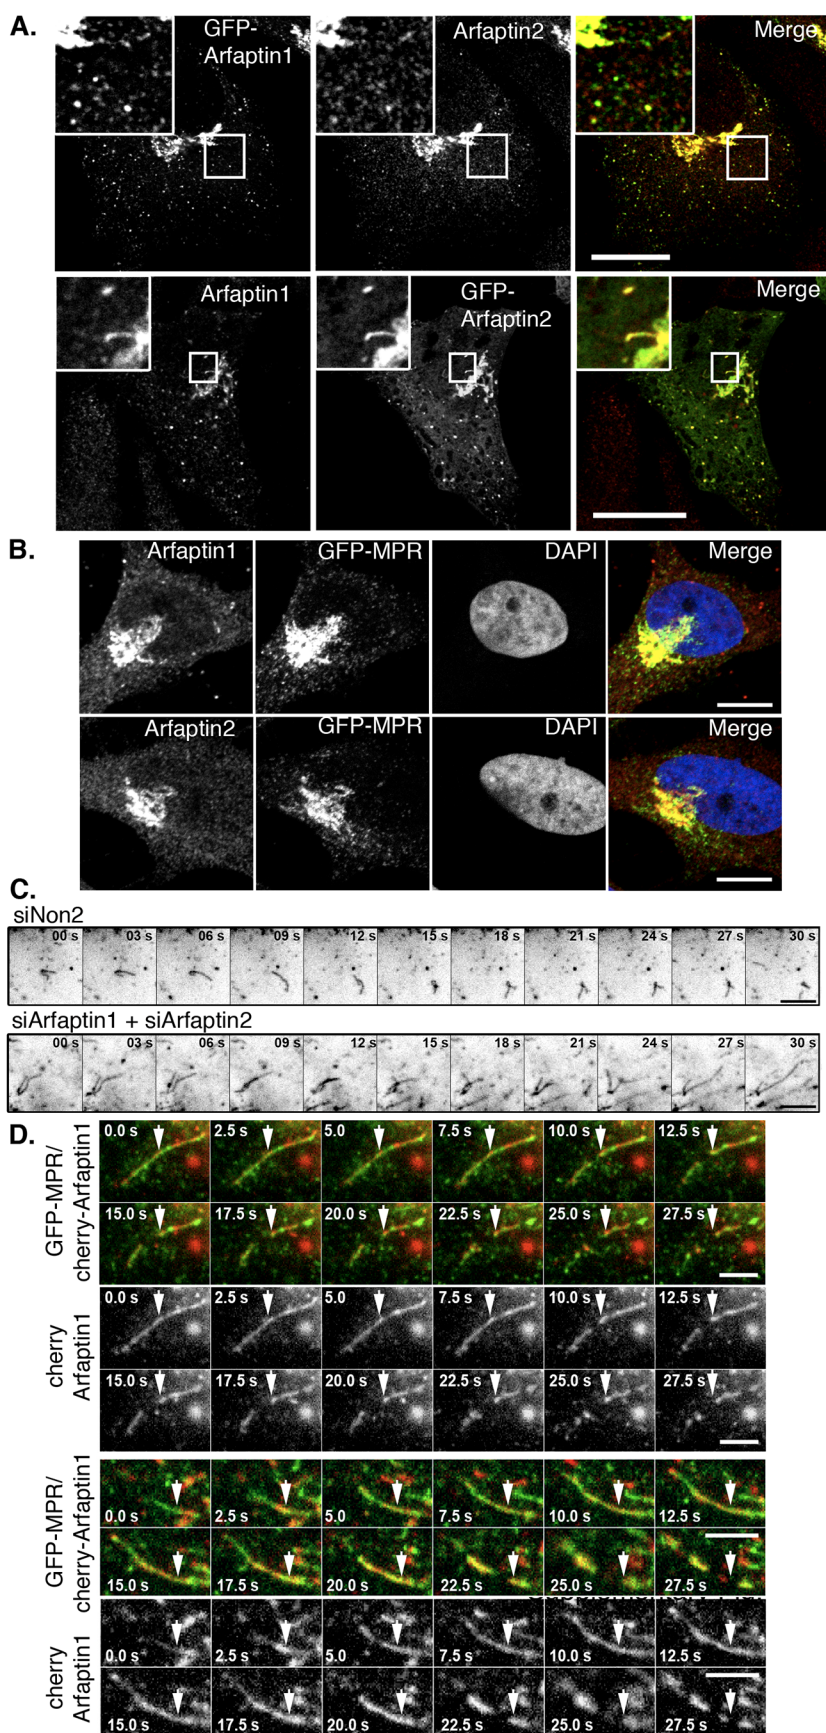 A.
GFP-
Arfaptin1
Arfaptin2
Merge
Arfaptin1
GFP-
Arfaptin2
Merge
B.
Arfaptin1
GFP-MPR
DAPI
Merge
Arfaptin2
GFP-MPR
DAPI
Merge
C.
siNon2
00 s 03 s 06 s 09 s 12 s 15 s 18 s 21 s 24 s 27 s 30 s
siArfaptin1 + siArfaptin2
00 s 03 s 06 s 09 s 12 s 15 s 18 s 21 s 24 s 27 s 30 s
D.
GFP-MPR/
cherry-Arfaptin1
0.0 s 2.5 s 5.0 7.5 s 10.0 s 12.5 s
15.0 s 17.5 s 20.0 s 22.5 s 25.0 s 27.5 s
cherry
Arfaptin1
0.0 s 2.5 s 5.0 7.5 s 10.0 s 12.5 s
15.0 s 17.5 s 20.0 s 22.5 s 25.0 s 27.5 s
GFP-MPR/
cherry-Arfaptin1
0.0 s 2.5 s 5.0 7.5 s 10.0 s 12.5 s
15.0 s 17.5 s 20.0 s 22.5 s 25.0 s 27.5 s
cherry
Arfaptin1
0.0 s 2.5 s 5.0 7.5 s 10.0 s 12.5 s
15.0 s 17.5 s 20.0 s 22.5 s 25.0 s 27.5 s